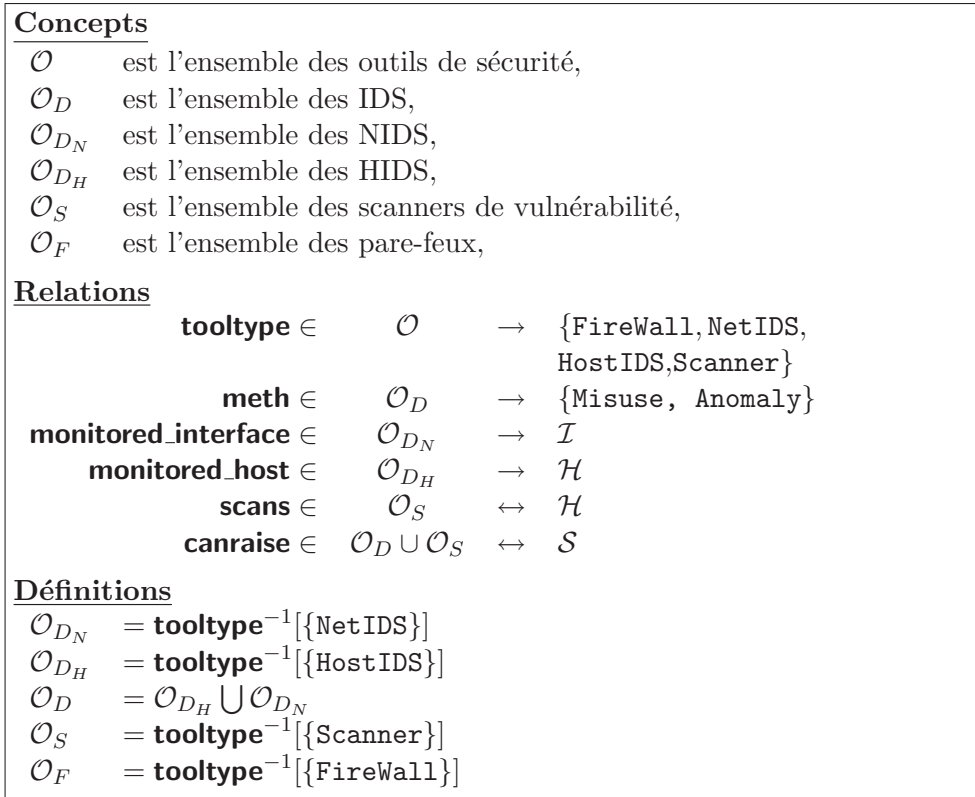 Concepts
𝒪 est l'ensemble des outils de sécurité,
𝒪_D est l'ensemble des IDS,
𝒪_{D_N} est l'ensemble des NIDS,
𝒪_{D_H} est l'ensemble des HIDS,
𝒪_S est l'ensemble des scanners de vulnérabilité,
𝒪_F est l'ensemble des pare-feux,
Relations
tooltype ∈ 𝒪 → {FireWall, NetIDS,
HostIDS,Scanner}
meth ∈ 𝒪_D → {Misuse, Anomaly}
monitored_interface ∈ 𝒪_{D_N} → ℐ
monitored_host ∈ 𝒪_{D_H} → ℋ
scans ∈ 𝒪_S ↔ ℋ
canraise ∈ 𝒪_D ∪ 𝒪_S ↔ 𝒮
Définitions
𝒪_{D_N} = tooltype⁻¹[{NetIDS}]
𝒪_{D_H} = tooltype⁻¹[{HostIDS}]
𝒪_D = 𝒪_{D_H} ⋃ 𝒪_{D_N}
𝒪_S = tooltype⁻¹[{Scanner}]
𝒪_F = tooltype⁻¹[{FireWall}]